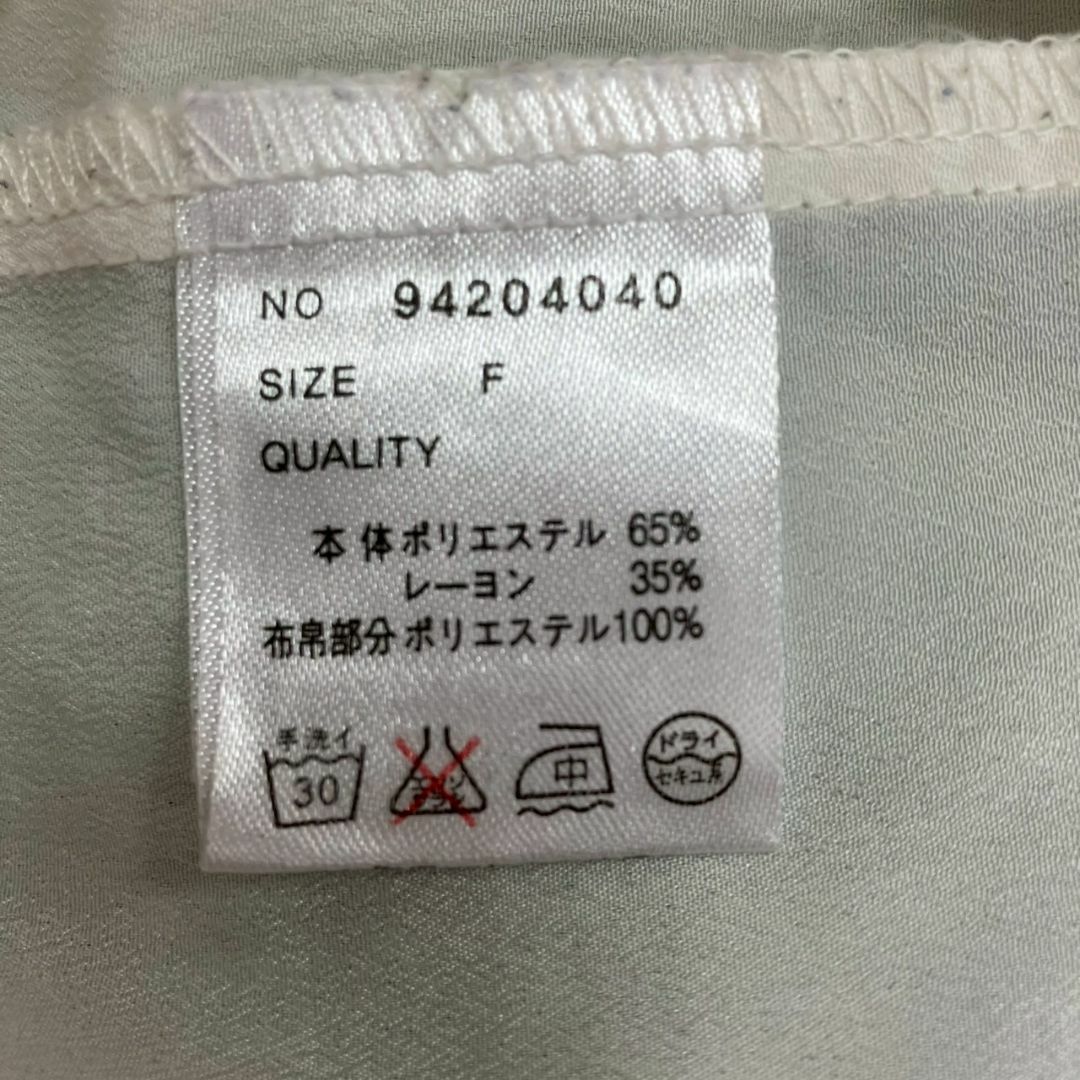 NO 94204040
SIZE F
QUALITY
本体ポリエステル 65%
レーヨン 35%
布帛部分ポリエステル100%
手洗イ
30
中
ドライ
セキユ系